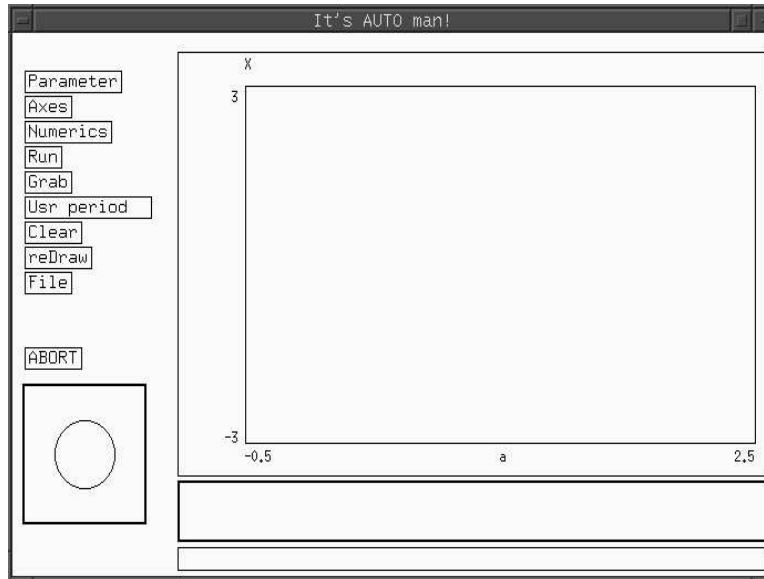 It's AUTO man!
Parameter
Axes
Numerics
Run
Grab
Usr period
Clear
reDraw
File
ABORT
X
3
-3
-0.5 a 2.5